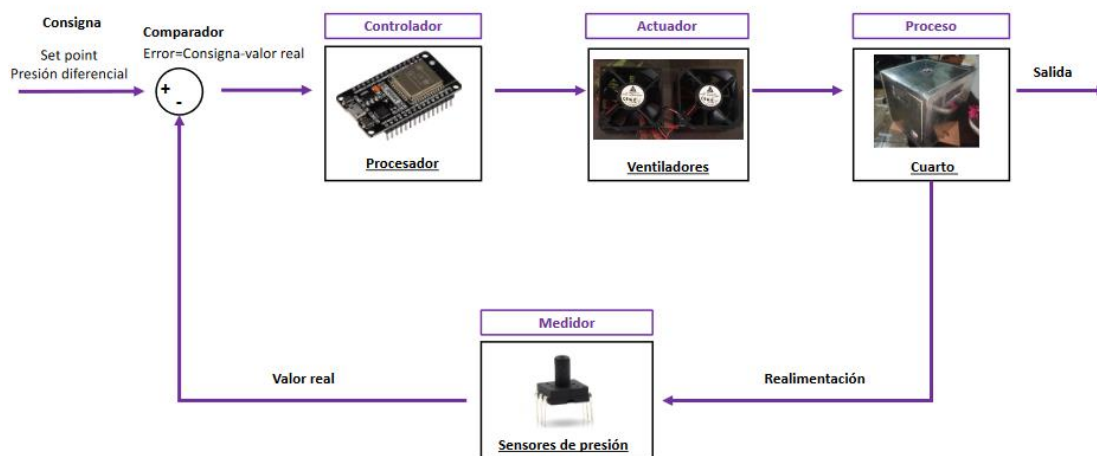 Consigna
Set point
Presión diferencial
Comparador
Error=Consigna-valor real
+
-
Controlador
Procesador
Actuador
Ventiladores
Proceso
Cuarto
Salida
Medidor
Sensores de presión
Valor real
Realimentación